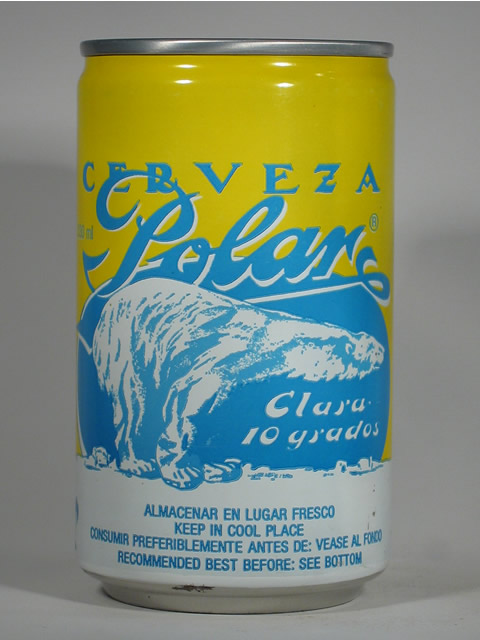 CERVEZA
Polar ®
ml
Clara
10 grados
ALMACENAR EN LUGAR FRESCO
KEEP IN COOL PLACE
CONSUMIR PREFERIBLEMENTE ANTES DE: VEASE AL FONDO
RECOMMENDED BEST BEFORE: SEE BOTTOM